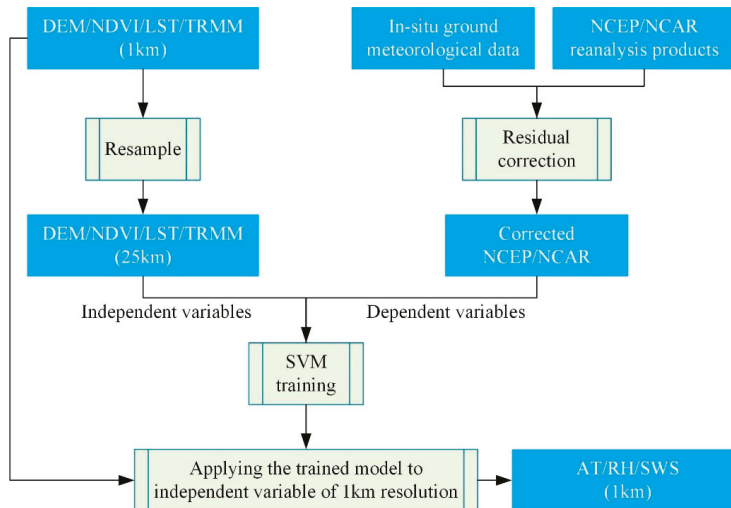 DEM/NDVI/LST/TRMM
(1km)
In-situ ground
meteorological data
NCEP/NCAR
reanalysis products
Resample
Residual
correction
DEM/NDVI/LST/TRMM
(25km)
Corrected
NCEP/NCAR
Independent variables
Dependent variables
SVM
training
Applying the trained model to
independent variable of 1km resolution
AT/RH/SWS
(1km)